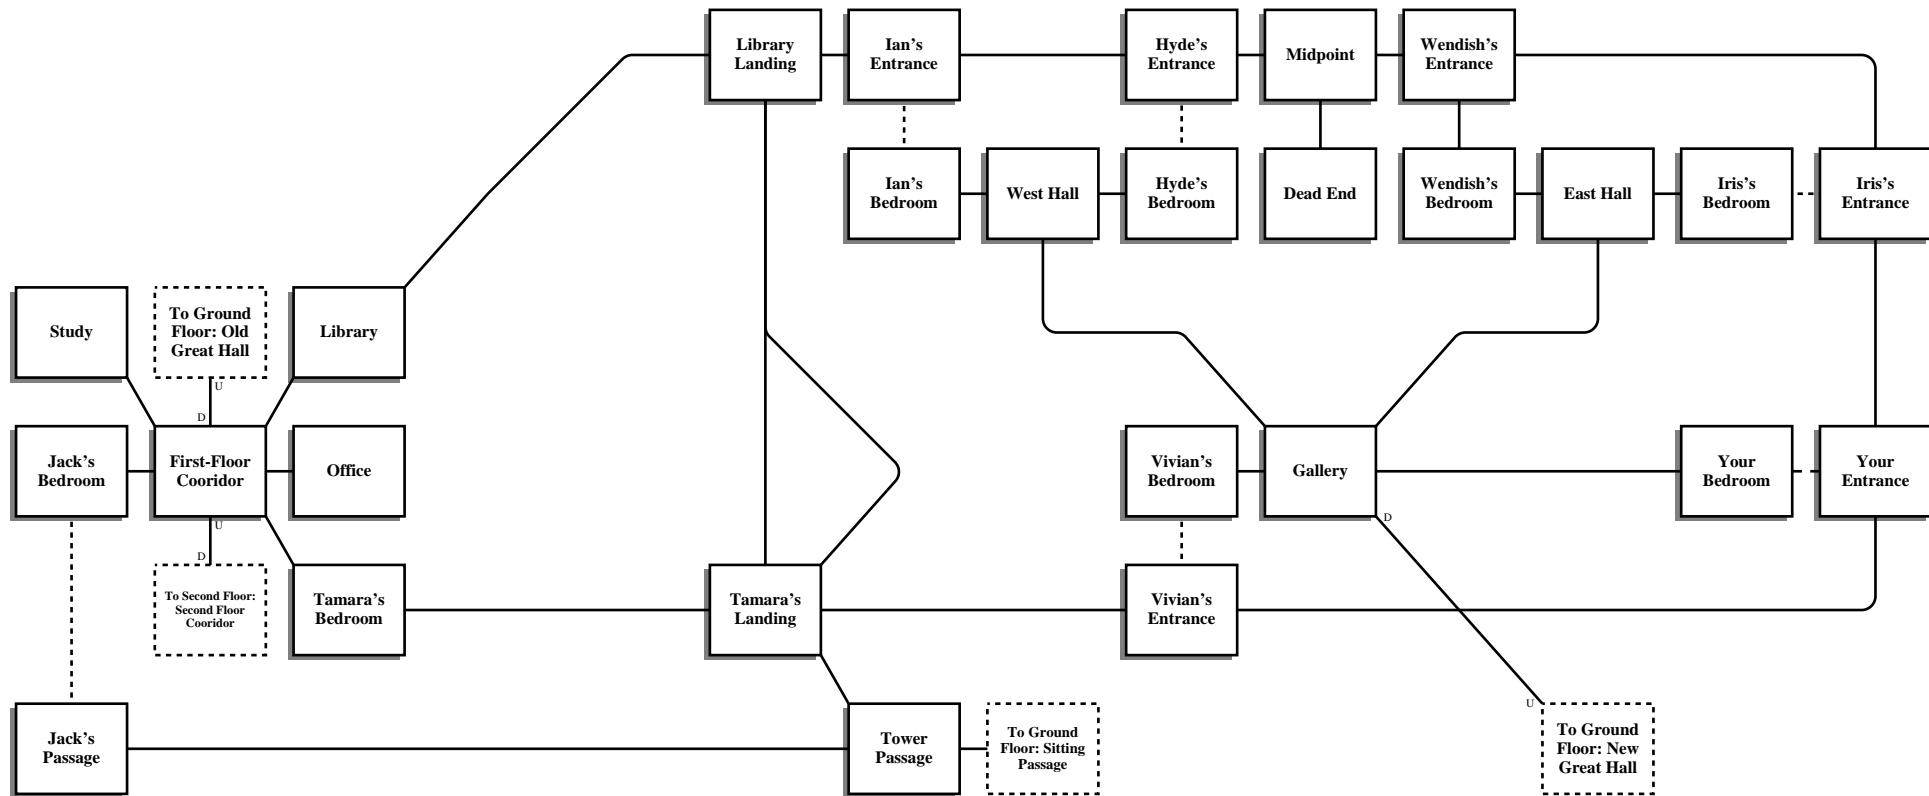 Library
Landing
Ian's
Entrance
Hyde's
Entrance
Midpoint
Wendish's
Entrance
Ian's
Bedroom
West Hall
Hyde's
Bedroom
Dead End
Wendish's
Bedroom
East Hall
Iris's
Bedroom
Iris's
Entrance
Study
To Ground
Floor: Old
Great Hall
Library
U
D
Jack's
Bedroom
First-Floor
Cooridor
Office
Vivian's
Bedroom
Gallery
Your
Bedroom
Your
Entrance
U
D
D
To Second Floor:
Second Floor
Cooridor
Tamara's
Bedroom
Tamara's
Landing
Vivian's
Entrance
Jack's
Passage
Tower
Passage
To Ground
Floor: Sitting
Passage
U
To Ground
Floor: New
Great Hall